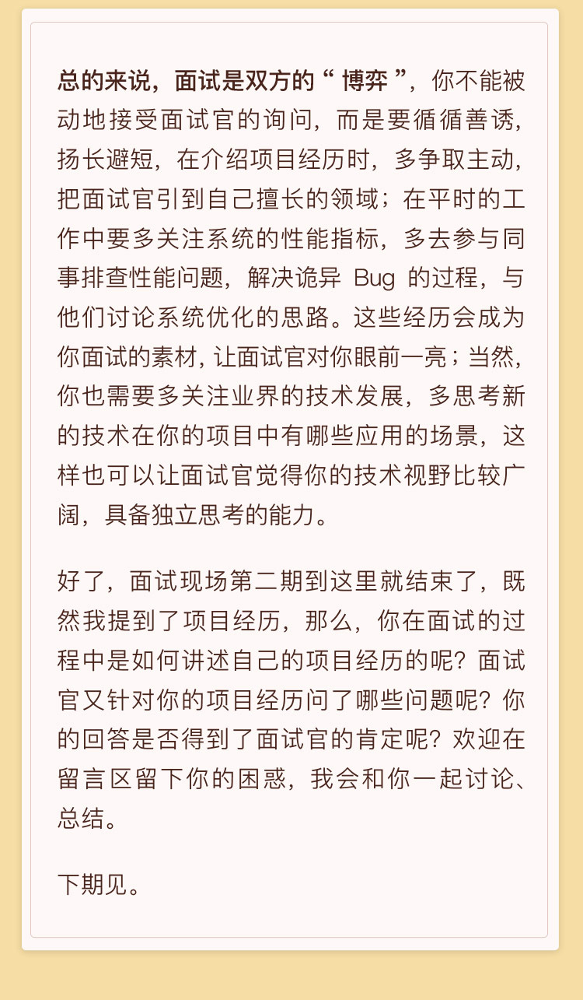 总的来说，面试是双方的“博弈”，你不能被
动地接受面试官的询问，而是要循循善诱，
扬长避短，在介绍项目经历时，多争取主动，
把面试官引到自己擅长的领域；在平时的工
作中要多关注系统的性能指标，多去参与同
事排查性能问题，解决诡异 Bug 的过程，与
他们讨论系统优化的思路。这些经历会成为
你面试的素材，让面试官对你眼前一亮；当然，
你也需要多关注业界的技术发展，多思考新
的技术在你的项目中有哪些应用的场景，这
样也可以让面试官觉得你的技术视野比较广
阔，具备独立思考的能力。
好了，面试现场第二期到这里就结束了，既
然我提到了项目经历，那么，你在面试的过
程中是如何讲述自己的项目经历的呢？面试
官又针对你的项目经历问了哪些问题呢？你
的回答是否得到了面试官的肯定呢？欢迎在
留言区留下你的困惑，我会和你一起讨论、
总结。
下期见。